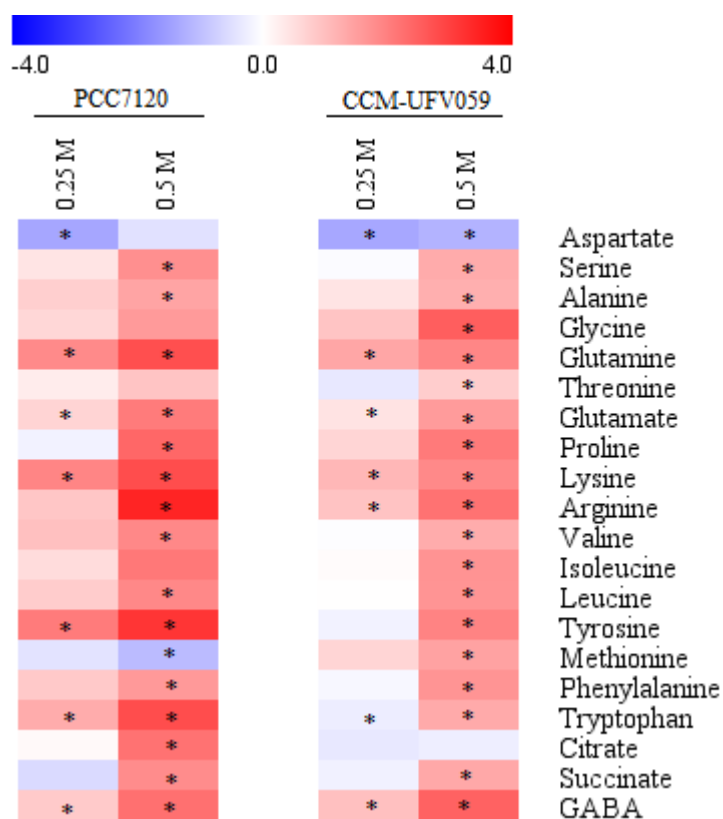 -4.0 0.0 4.0
PCC7120 CCM-UFV059
0.25 M 0.5 M 0.25 M 0.5 M
* * * Aspartate
* * Serine
* * Alanine
* Glycine
* * * * Glutamine
* Threonine
* * * * Glutamate
* * Proline
* * * * Lysine
* * * Arginine
* * Valine
* Isoleucine
* * Leucine
* * * Tyrosine
* * Methionine
* * Phenylalanine
* * * * Tryptophan
* Citrate
* * Succinate
* * * * GABA